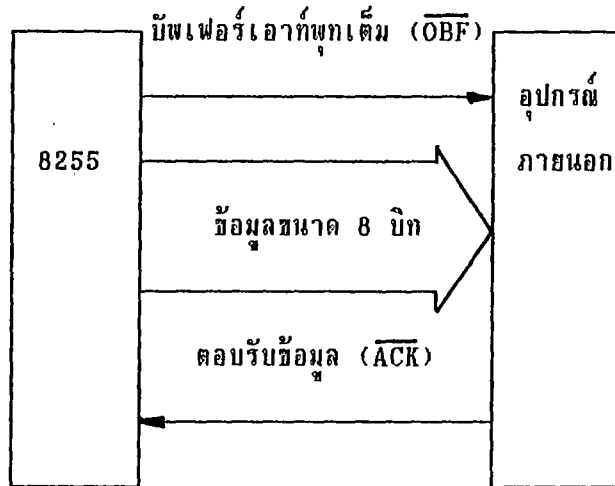 บัพเฟอร์เอาท์พุทเต็ม (O̅B̅F̅)
8255
อุปกรณ์
ภายนอก
ข้อมูลขนาด 8 บิท
ตอบรับข้อมูล (A̅C̅K̅)